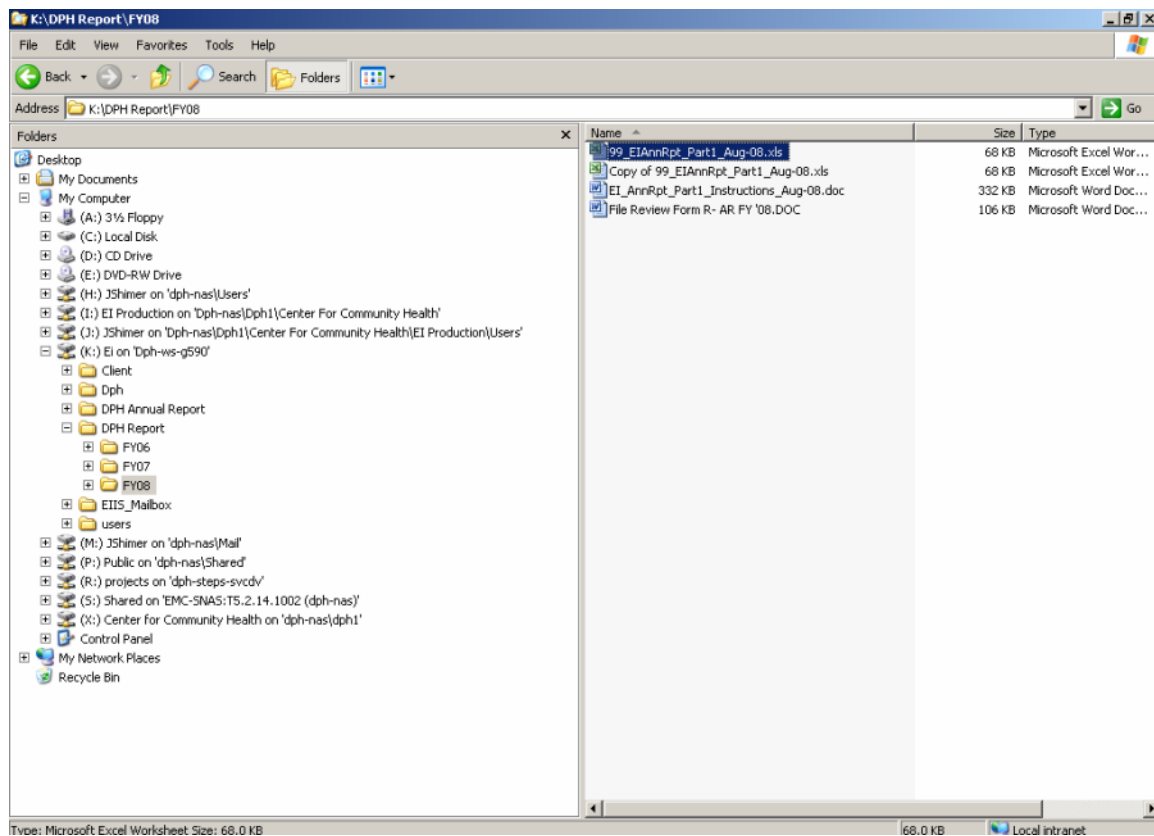 K:\DPH Report\FY08
File Edit View Favorites Tools Help
Back Search Folders
Address K:\DPH Report\FY08 Go
Folders x
Name Size Type
Desktop
My Documents
My Computer
(A:) 3½ Floppy
(C:) Local Disk
(D:) CD Drive
(E:) DVD-RW Drive
(H:) JShimer on 'dph-nas\Users'
(I:) EI Production on 'Dph-nas\Dph1\Center For Community Health'
(J:) JShimer on 'Dph-nas\Dph1\Center For Community Health\EI Production\Users'
(K:) Ei on 'Dph-ws-g590'
Client
Dph
DPH Annual Report
DPH Report
FY06
FY07
FY08
EIIS_Mailbox
users
(M:) JShimer on 'dph-nas\Mail'
(P:) Public on 'dph-nas\Shared'
(R:) projects on 'dph-steps-svcdv'
(S:) Shared on 'EMC-SNAS:T5.2.14.1002 (dph-nas)'
(X:) Center for Community Health on 'dph-nas\dph1'
Control Panel
My Network Places
Recycle Bin
99_EIAnnRpt_Part1_Aug-08.xls 68 KB Microsoft Excel Wor...
Copy of 99_EIAnnRpt_Part1_Aug-08.xls 68 KB Microsoft Excel Wor...
EI_AnnRpt_Part1_Instructions_Aug-08.doc 332 KB Microsoft Word Doc...
File Review Form R- AR FY '08.DOC 106 KB Microsoft Word Doc...
Type: Microsoft Excel Worksheet Size: 68.0 KB 68.0 KB Local intranet